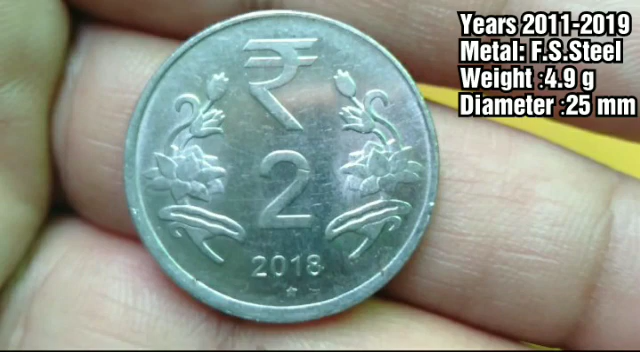 Years 2011-2019
Metal: F.S.Steel
Weight :4.9 g
Diameter :25 mm
₹
2
2018